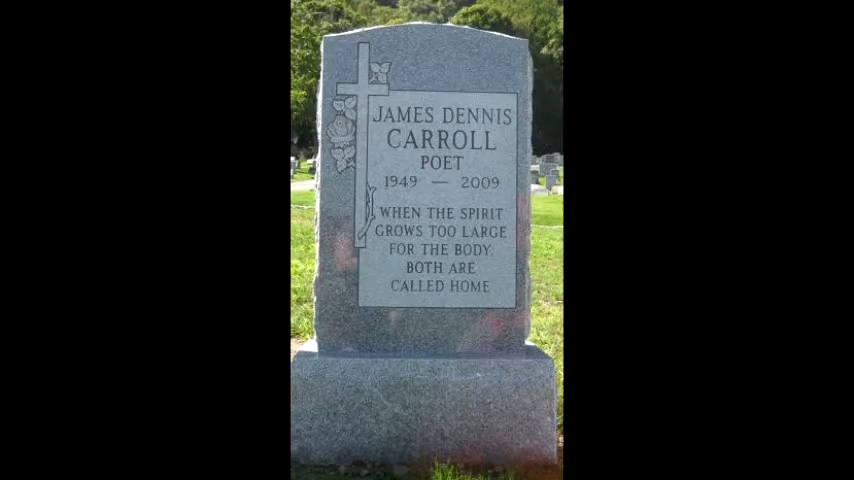 JAMES DENNIS
CARROLL
POET
1949 — 2009
WHEN THE SPIRIT
GROWS TOO LARGE
FOR THE BODY.
BOTH ARE
CALLED HOME